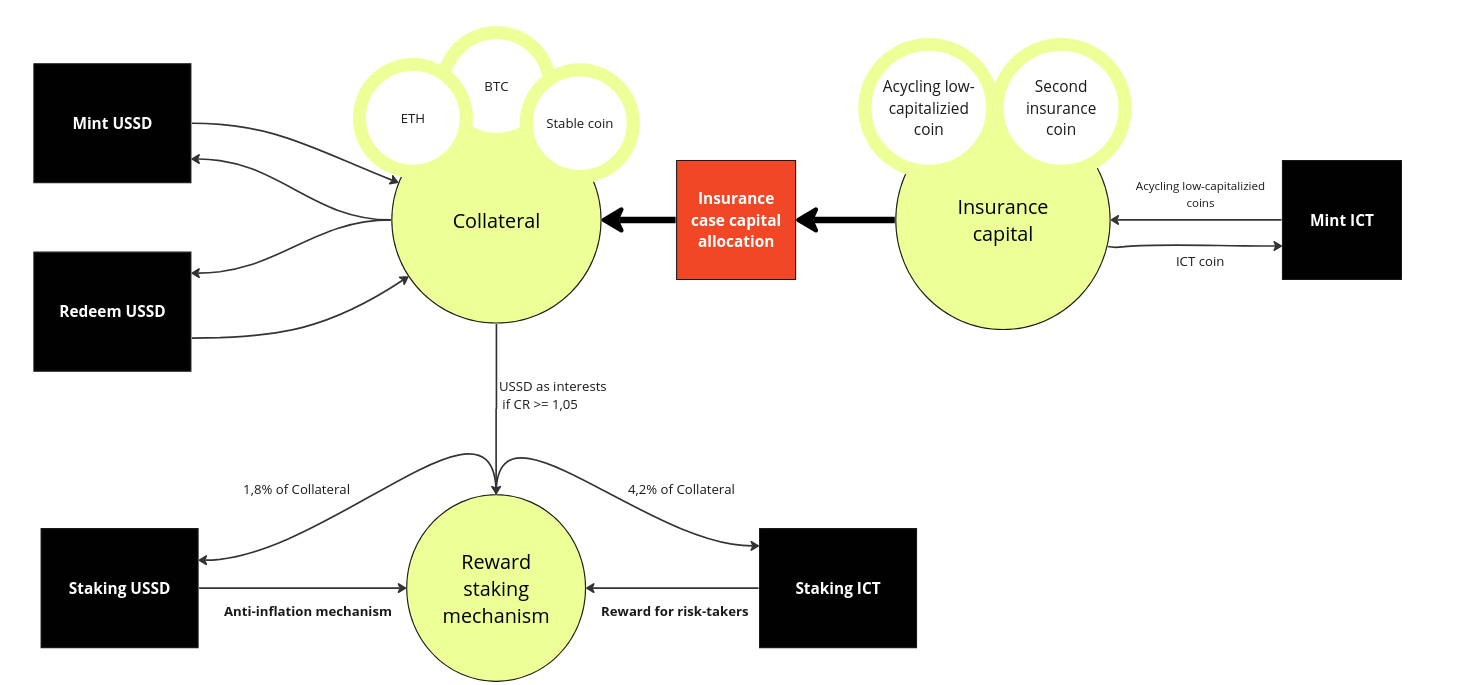 BTC
ETH
Stable coin
Mint USSD
Collateral
Redeem USSD
Insurance
case capital
allocation
Acycling low-
capitalizied
coin
Second
insurance
coin
Insurance
capital
Acycling low-capitalizied
coins
Mint ICT
ICT coin
USSD as interests
if CR >= 1,05
1,8% of Collateral
4,2% of Collateral
Staking USSD
Anti-inflation mechanism
Reward
staking
mechanism
Reward for risk-takers
Staking ICT